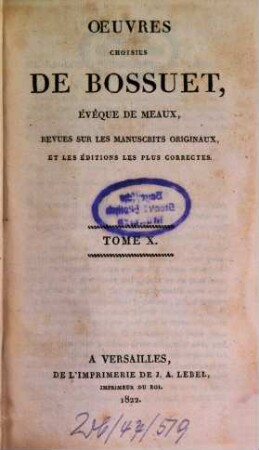 OEUVRES
CHOISIES
DE BOSSUET,
ÉVÊQUE DE MEAUX,
REVUES SUR LES MANUSCRITS ORIGINAUX,
ET LES ÉDITIONS LES PLUS CORRECTES.
TOME X.
A VERSAILLES,
DE L'IMPRIMERIE DE J. A. LEBEL,
IMPRIMEUR DU ROI.
1822.